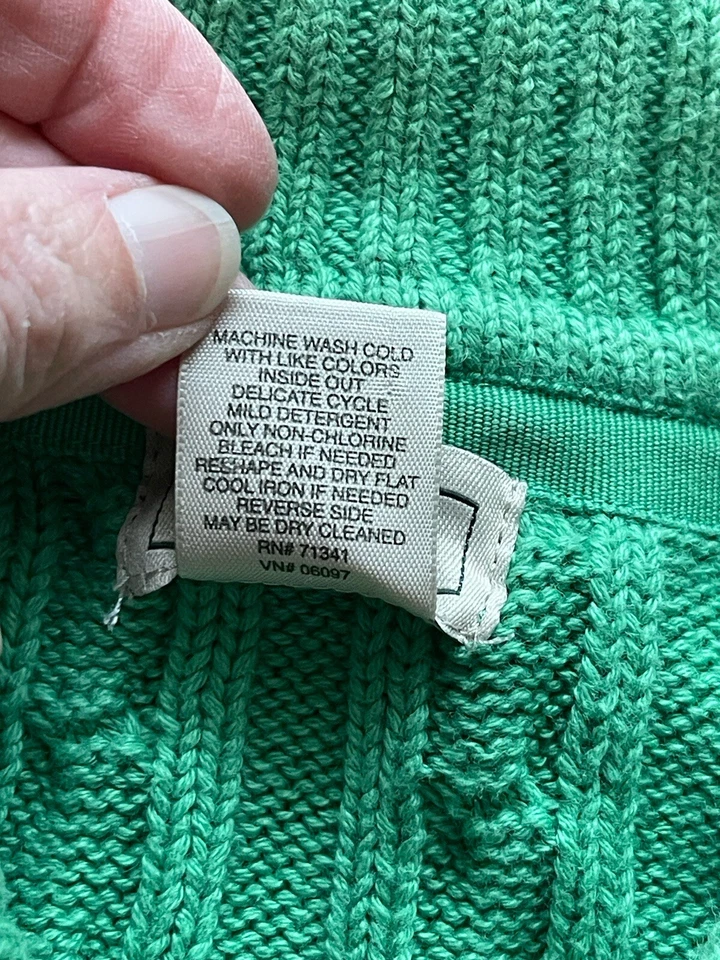 MACHINE WASH COLD
WITH LIKE COLORS
INSIDE OUT
DELICATE CYCLE
MILD DETERGENT
ONLY NON-CHLORINE
BLEACH IF NEEDED
RESHAPE AND DRY FLAT
COOL IRON IF NEEDED
REVERSE SIDE
MAY BE DRY CLEANED
RN# 71341
VN# 06097